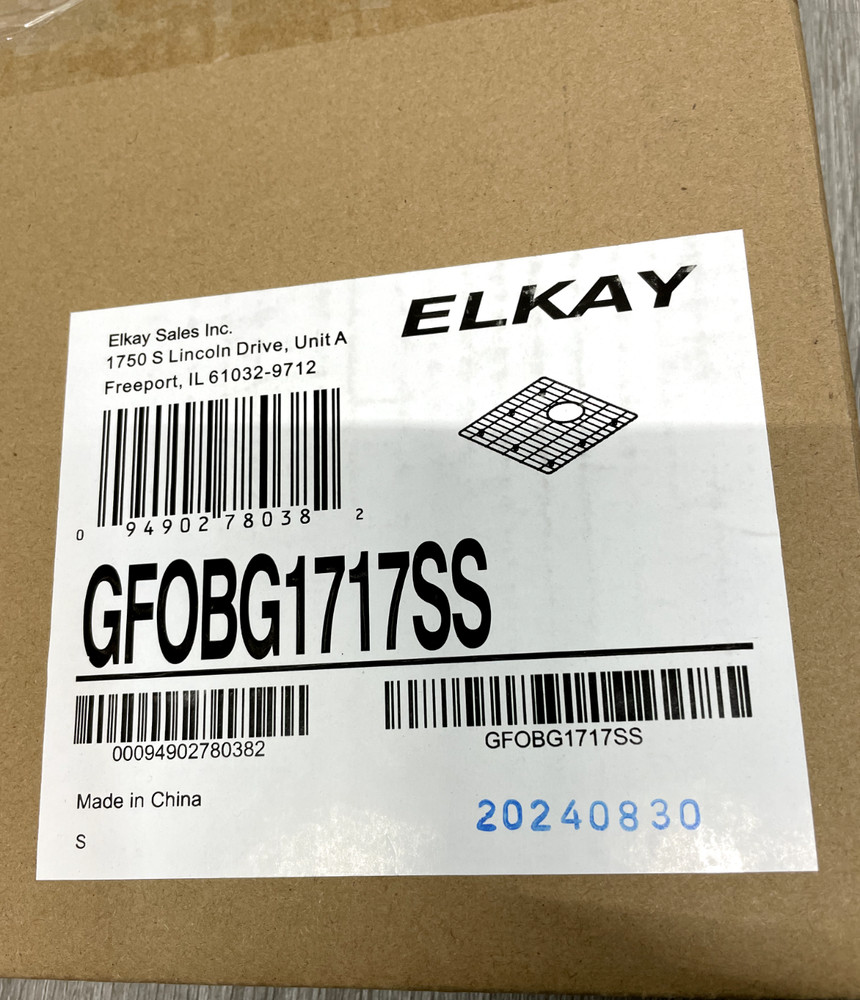 ELKAY
Elkay Sales Inc.
1750 S Lincoln Drive, Unit A
Freeport, IL 61032-9712
0 94902 78038 2
GFOBG1717SS
00094902780382
GFOBG1717SS
Made in China
20240830
S